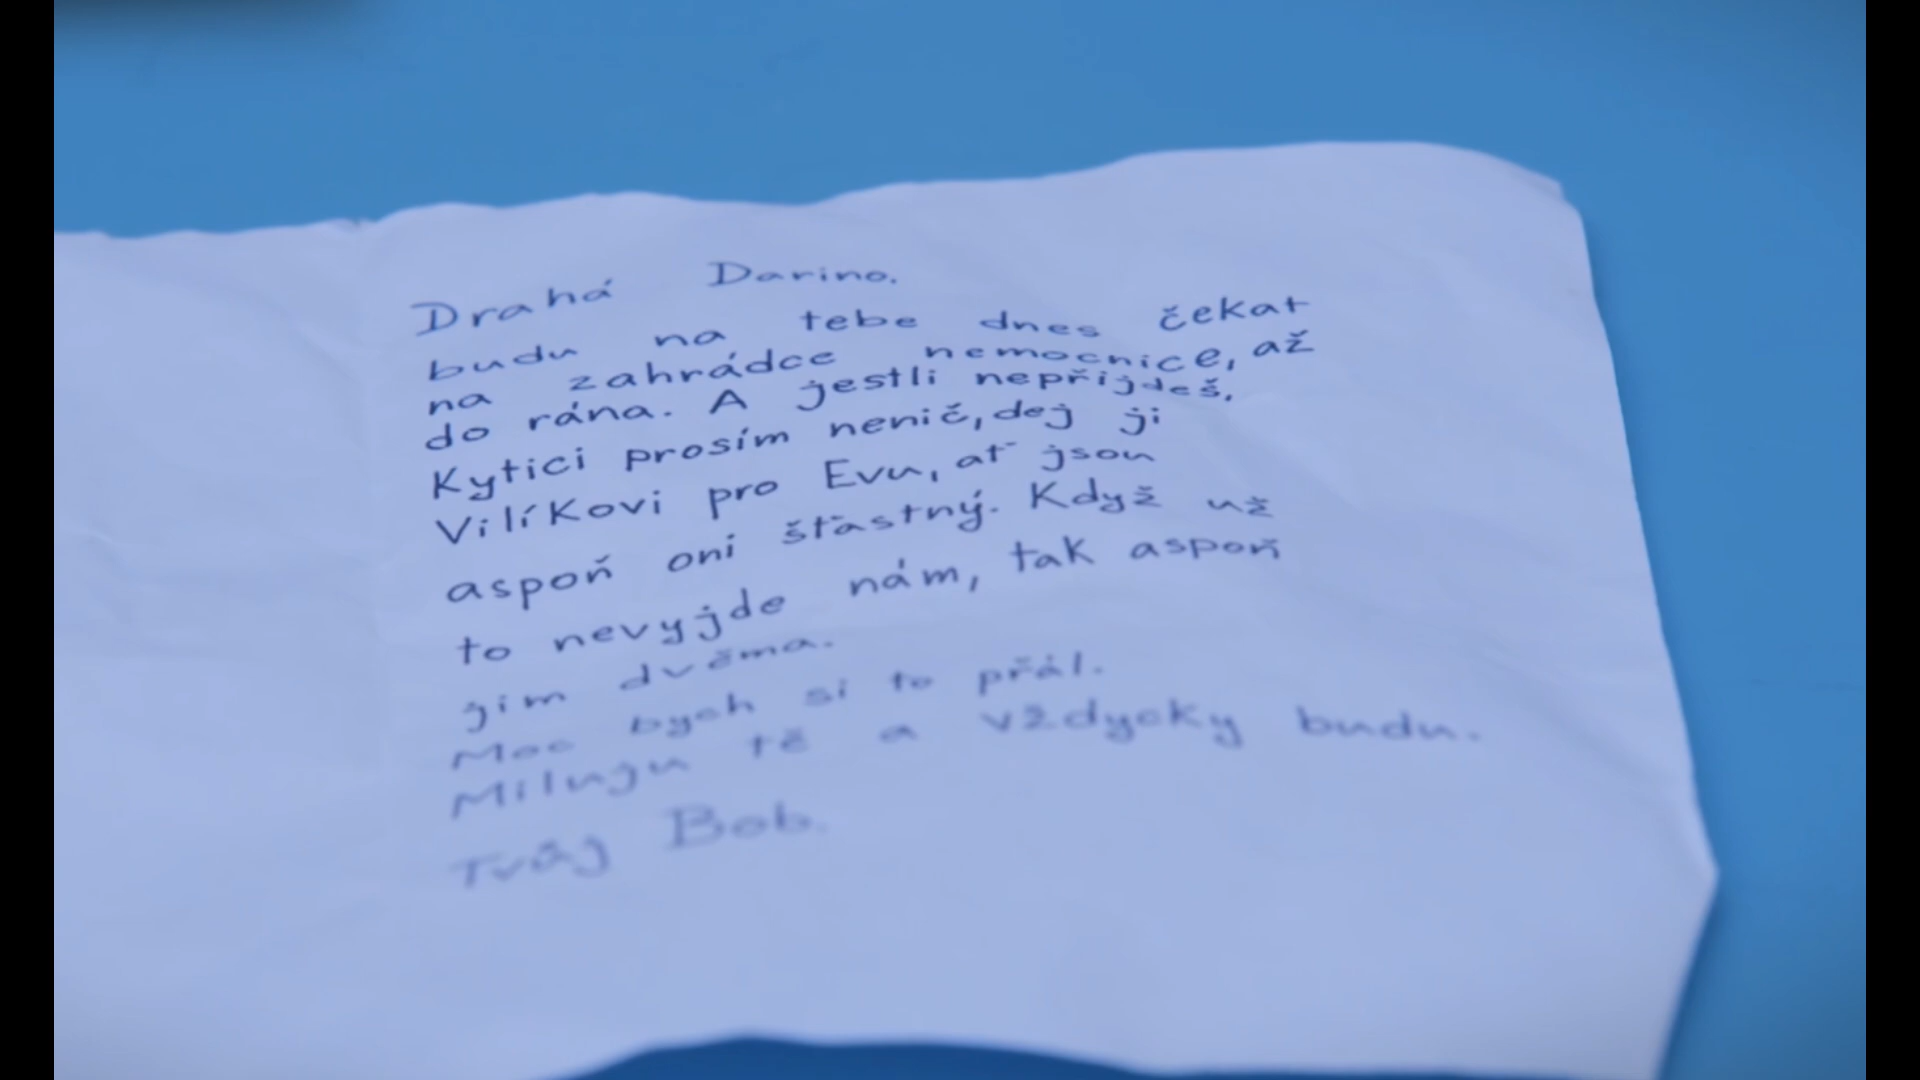 Drahá Darino.
budu na tebe dnes čekat
na zahrádce nemocnice, až
do rána. A jestli nepřijdeš,
Kytici prosím nenič, dej ji
Vilíkovi pro Evu, ať jsou
aspoň oni šťastný. Když už
to nevyjde nám, tak aspoň
jim dvěma.
Moc bych si to přál.
Miluju tě a vždycky budu.
Tvůj Bob.